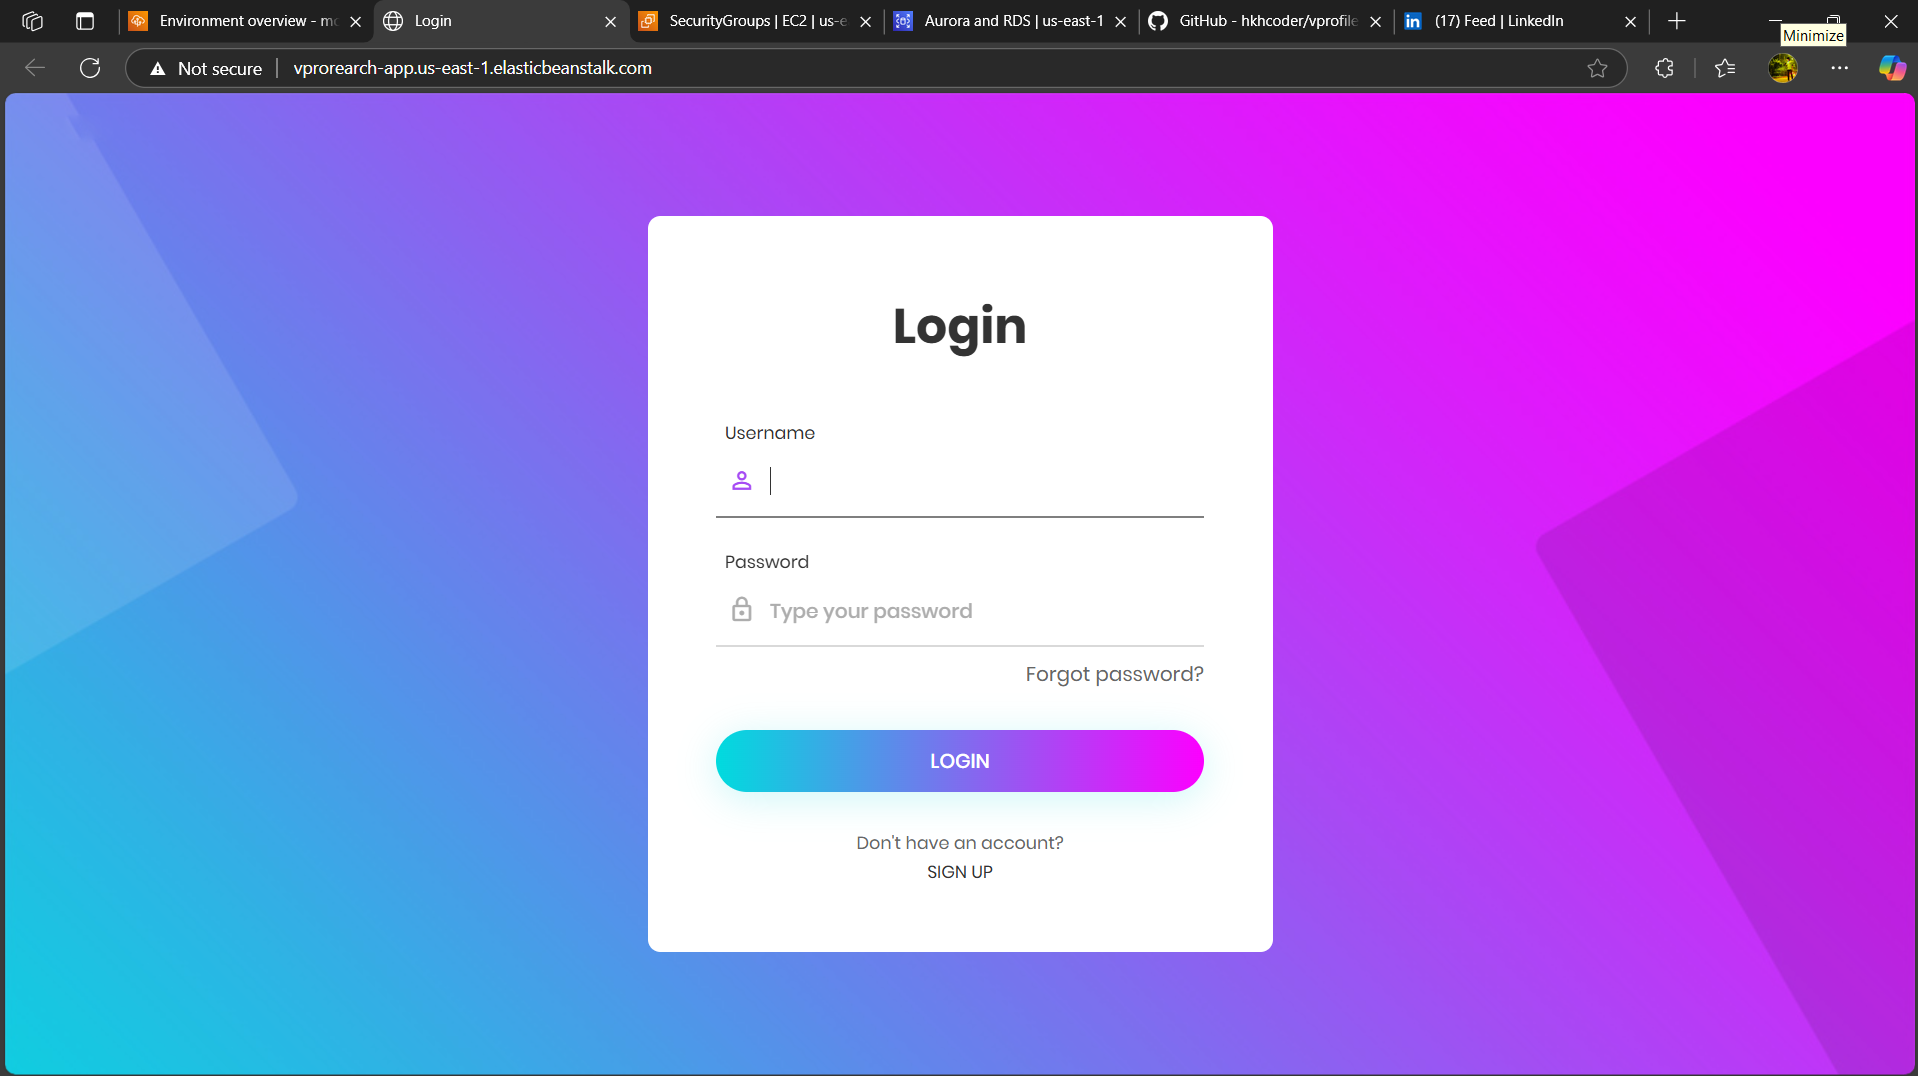 Environment overview - mo
Login
SecurityGroups | EC2 | us-e
Aurora and RDS | us-east-1
GitHub - hkhcoder/vprofile
(17) Feed | LinkedIn
Minimize
Not secure
vprorearch-app.us-east-1.elasticbeanstalk.com
Login
Username
Password
Type your password
Forgot password?
LOGIN
Don't have an account?
SIGN UP